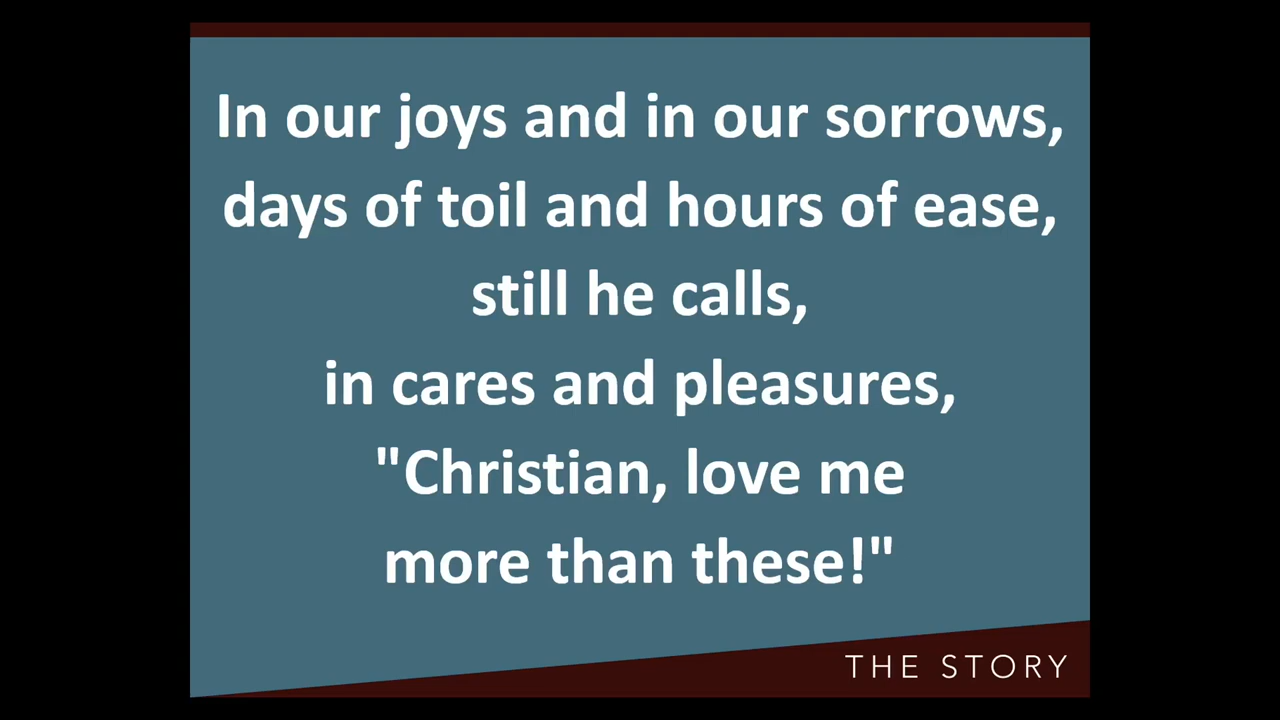 In our joys and in our sorrows,
days of toil and hours of ease,
still he calls,
in cares and pleasures,
"Christian, love me
more than these!"
THE STORY